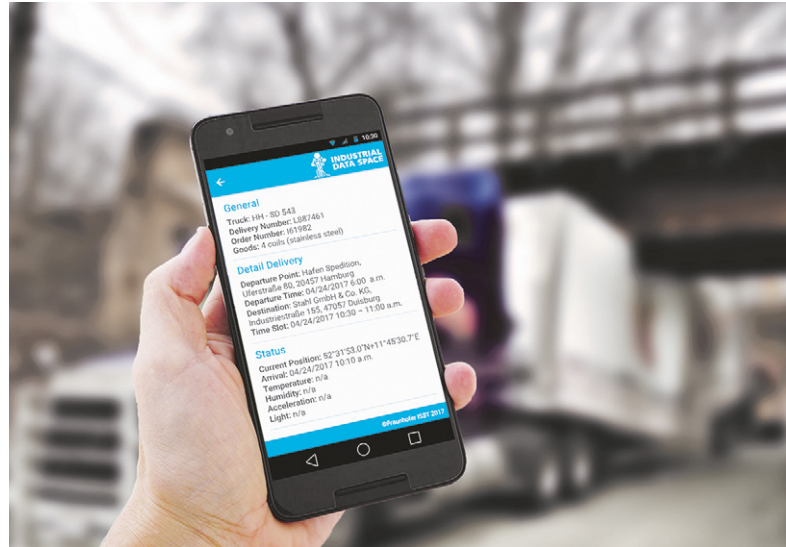 10:30
INDUSTRIAL
DATA SPACE
General
Truck: HH - SD 543
Delivery Number: L887461
Order Number: I61982
Goods: 4 coils (stainless steel)
Detail Delivery
Departure Point: Hafen Spedition,
Uferstraße 80, 20457 Hamburg
Departure Time: 04/24/2017 6:00 a.m.
Destination: Stahl GmbH & Co. KG,
Industriestraße 155, 47057 Duisburg
Time Slot: 04/24/2017 10:30 – 11:00 a.m.
Status
Current Position: 52°31'53.0"N+11°45'30.7"E
Arrival: 04/24/2017 10:10 a.m.
Temperature: n/a
Humidity: n/a
Acceleration: n/a
Light: n/a
©Fraunhofer ISST 2017